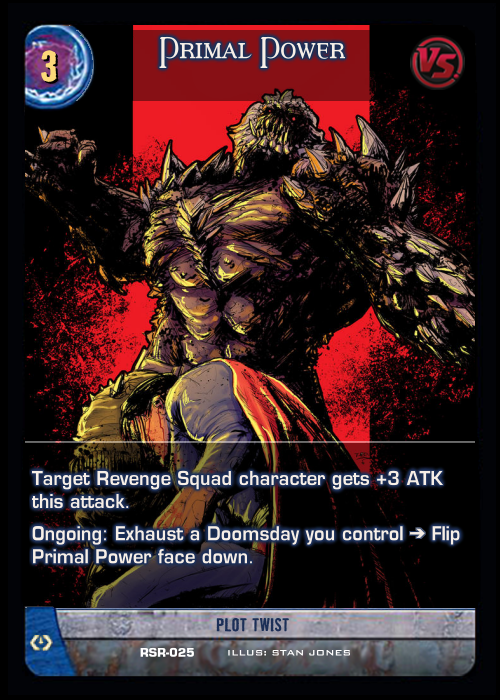 Primal Power
3
VS
Target Revenge Squad character gets +3 ATK
this attack.
Ongoing: Exhaust a Doomsday you control ➔ Flip
Primal Power face down.
PLOT TWIST
RSR-025 ILLUS: STAN JONES